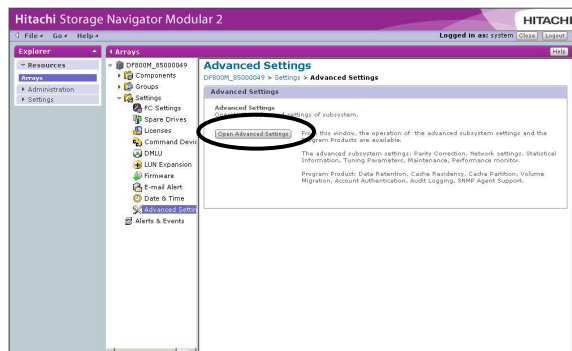 Hitachi Storage Navigator Modular 2
HITACHI
File Go Help
Logged in as: system Close Logout
Explorer
Arrays
Help
Resources
Arrays
Administration
Settings
DF800M_85000049
Components
Groups
Settings
FC Settings
Spare Drives
Licenses
Command Devi
DMLU
LUN Expansion
Firmware
E-mail Alert
Date & Time
Advanced Settin
Alerts & Events
Advanced Settings
DF800M_85000049 > Settings > Advanced Settings
Advanced Settings
Advanced Settings
settings of subsystem.
Open Advanced Settings
this window, the operation of the advanced subsystem settings and the
Program Products are available.
The advanced subsystem settings: Parity Correction, Network settings, Statistical
Information, Tuning Parameters, Maintenance, Performance monitor.
Program Product: Data Retention, Cache Residency, Cache Partition, Volume
Migration, Account Authentication, Audit Logging, SNMP Agent Support.